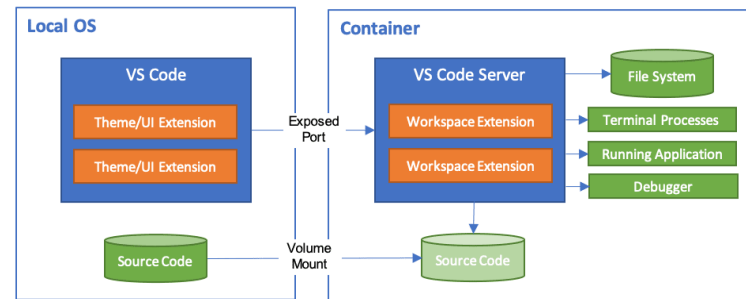 Local OS
VS Code
Theme/UI Extension
Theme/UI Extension
Source Code
Exposed
Port
Volume
Mount
Container
VS Code Server
Workspace Extension
Workspace Extension
File System
Terminal Processes
Running Application
Debugger
Source Code